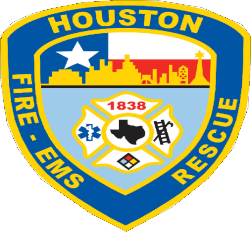 HOUSTON
FIRE - EMS
RESCUE
1838